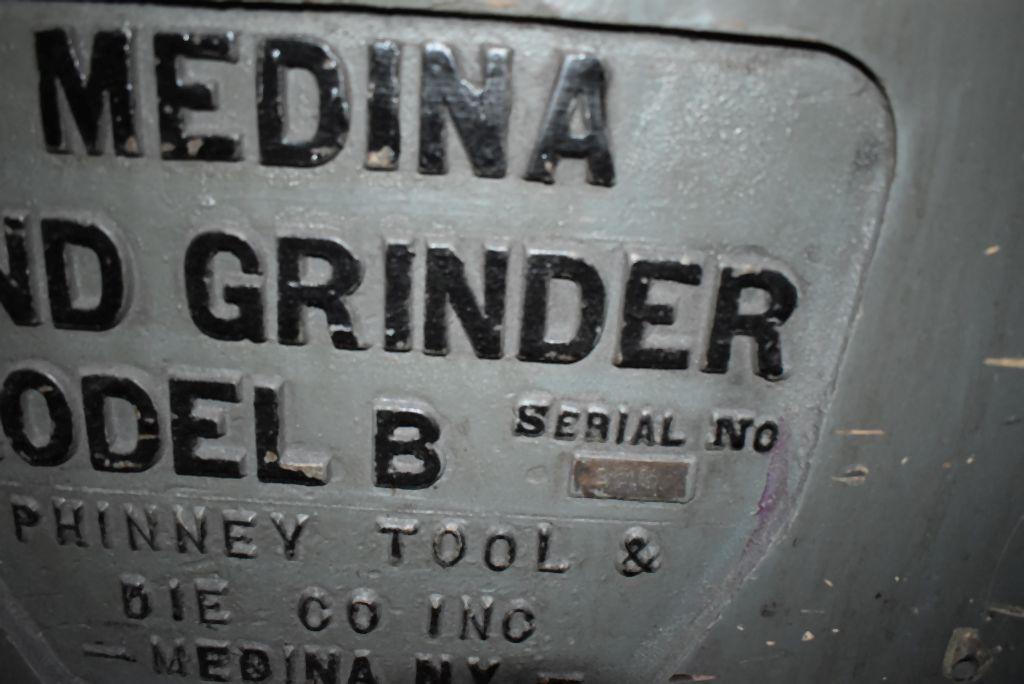 MEDINA
ND GRINDER
ODEL B SERIAL NO
PHINNEY TOOL &
DIE CO INC
— MEDINA NY —